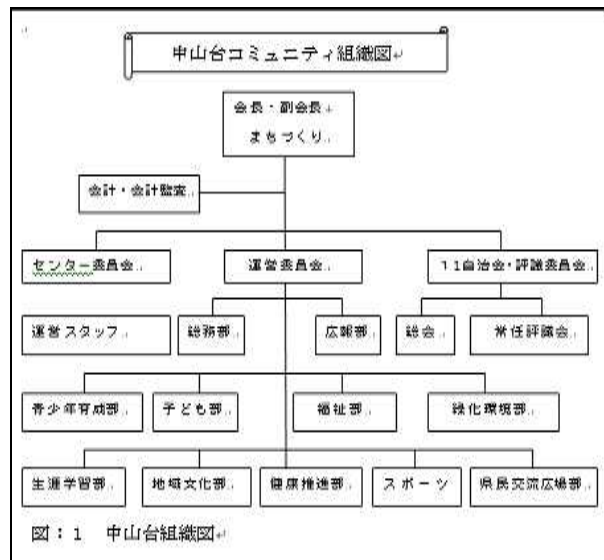 中山台コミュニティ組織図
会長・副会長
まちづくり
会計・会計監査
センター委員会
運営委員会
11自治会・評議委員会
運営スタッフ
総務部
広報部
総会
常任評議会
青少年育成部
子ども部
福祉部
緑化環境部
生涯学習部
地域文化部
健康推進部
スポーツ
県民交流広場部
図：1 中山台組織図